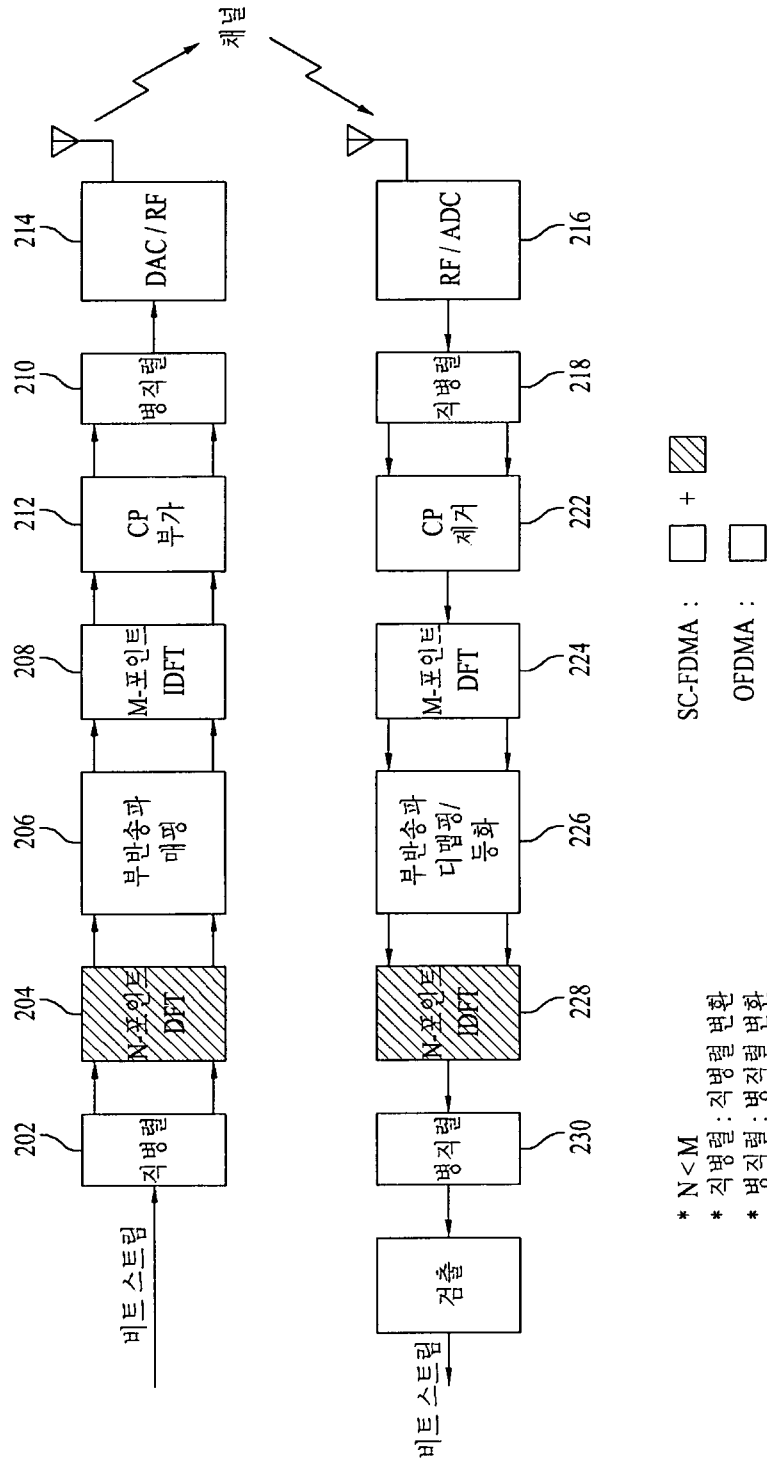 비트 스트림
202
직병렬
204
N-포인트
DFT
206
부반송파
매핑
208
M-포인트
IDFT
212
CP
부가
210
병직렬
214
DAC / RF
채널
216
RF / ADC
218
직병렬
222
CP
제거
224
M-포인트
DFT
226
부반송파
디맵핑/
등화
228
N-포인트
IDFT
230
병직렬
검출
비트 스트림
* N<M
* 직병렬 : 직병렬 변환
* 병직렬 : 병직렬 변환
SC-FDMA : +
OFDMA :